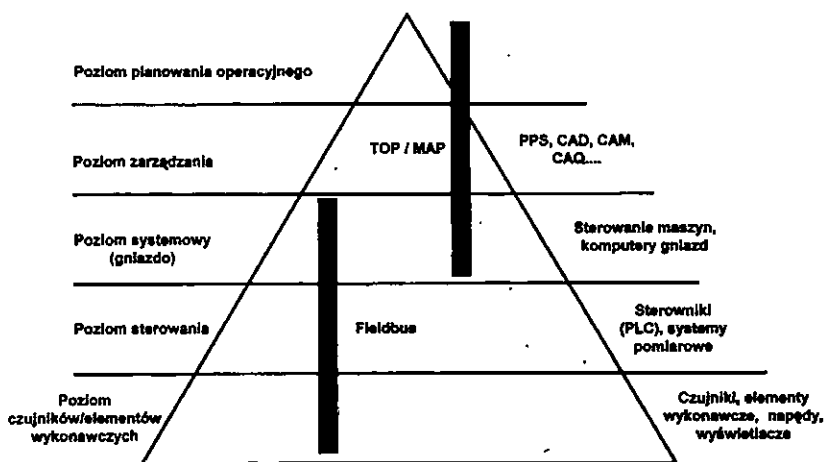 Poziom planowania operacyjnego
Poziom zarządzania
TOP / MAP
PPS, CAD, CAM,
CAQ....
Poziom systemowy
(gniazdo)
Sterowanie maszyn,
komputery gniazd
Poziom sterowania
Fieldbus
Sterowniki
(PLC), systemy
pomiarowe
Poziom
czujników/elementów
wykonawczych
Czujniki, elementy
wykonawcze, napędy,
wyświetlacze